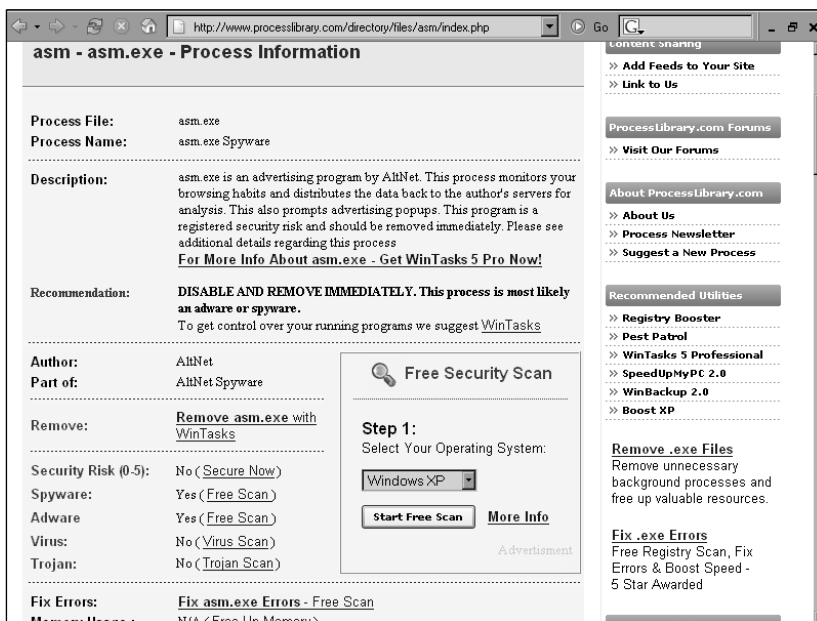 http://www.processlibrary.com/directory/files/asm/index.php
Go
G
asm - asm.exe - Process Information
Process File: asm.exe
Process Name: asm.exe Spyware
Description: asm.exe is an advertising program by AltNet. This process monitors your
browsing habits and distributes the data back to the author's servers for
analysis. This also prompts advertising popups. This program is a
registered security risk and should be removed immediately. Please see
additional details regarding this process
For More Info About asm.exe - Get WinTasks 5 Pro Now!
Recommendation: DISABLE AND REMOVE IMMEDIATELY. This process is most likely
an adware or spyware.
To get control over your running programs we suggest WinTasks
Author: AltNet
Part of: AltNet Spyware
Remove: Remove asm.exe with
WinTasks
Security Risk (0-5): No ( Secure Now )
Spyware: Yes ( Free Scan )
Adware Yes ( Free Scan )
Virus: No ( Virus Scan )
Trojan: No ( Trojan Scan )
Free Security Scan
Step 1:
Select Your Operating System:
Windows XP
Start Free Scan More Info
Advertisment
Fix Errors: Fix asm.exe Errors - Free Scan
Memory Usage : N/A ( Free Up Memory )
Content Sharing
» Add Feeds to Your Site
» Link to Us
ProcessLibrary.com Forums
» Visit Our Forums
About ProcessLibrary.com
» About Us
» Process Newsletter
» Suggest a New Process
Recommended Utilities
» Registry Booster
» Pest Patrol
» WinTasks 5 Professional
» SpeedUpMyPC 2.0
» WinBackup 2.0
» Boost XP
Remove .exe Files
Remove unnecessary
background processes and
free up valuable resources.
Fix .exe Errors
Free Registry Scan, Fix
Errors & Boost Speed -
5 Star Awarded